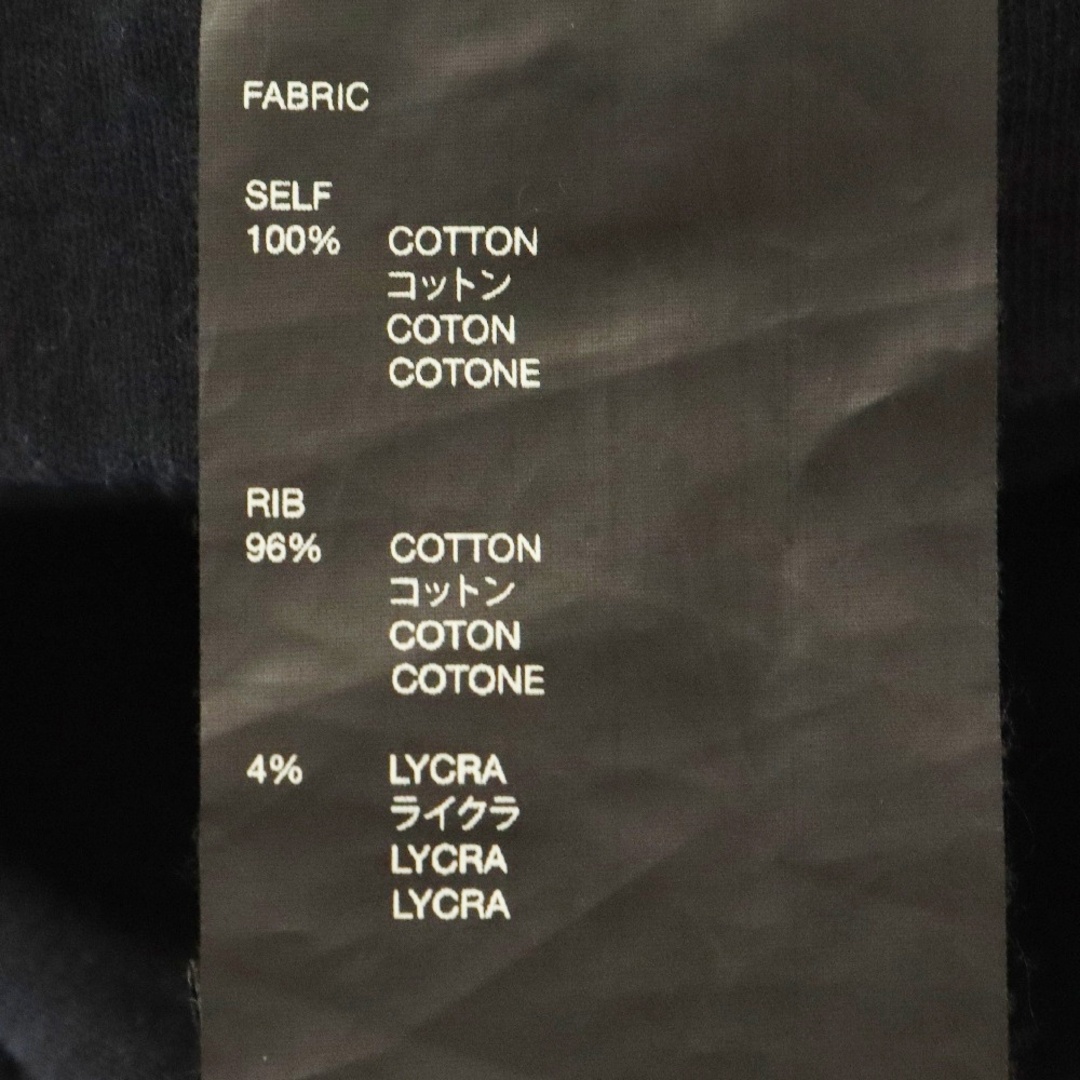 FABRIC
SELF
100% COTTON
コットン
COTON
COTONE
RIB
96% COTTON
コットン
COTON
COTONE
4% LYCRA
ライクラ
LYCRA
LYCRA